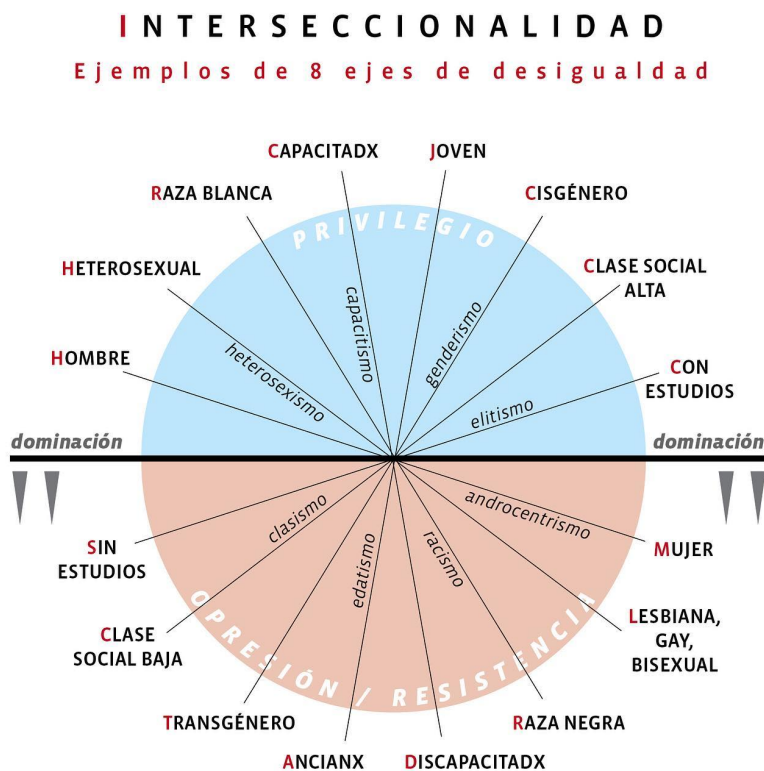 INTERSECCIONALIDAD
Ejemplos de 8 ejes de desigualdad
CAPACITADX
JOVEN
RAZA BLANCA
CISGÉNERO
PRIVILEGIO
HETEROSEXUAL
CLASE SOCIAL
ALTA
capacitismo
genderismo
heterosexismo
HOMBRE
CON
ESTUDIOS
elitismo
dominación
dominación
androcentrismo
clasismo
racismo
edatismo
SIN
ESTUDIOS
MUJER
CLASE
SOCIAL BAJA
LESBIANA,
GAY,
BISEXUAL
OPRESIÓN / RESISTENCIA
TRANSGÉNERO
RAZA NEGRA
ANCIANX
DISCAPACITADX